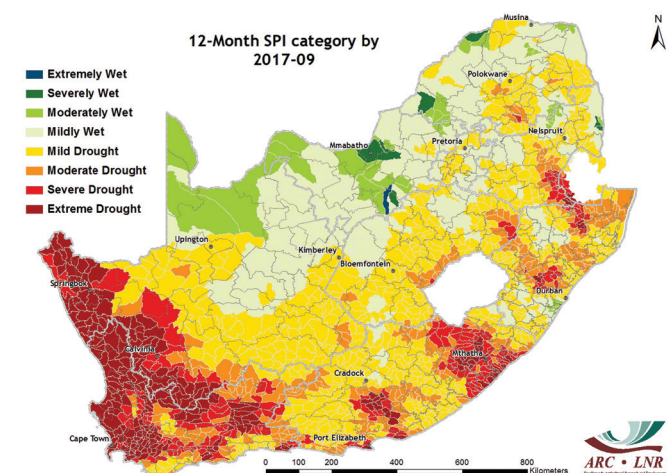 12-Month SPI category by
2017-09
N
Extremely Wet
Severely Wet
Moderately Wet
Mildly Wet
Mild Drought
Moderate Drought
Severe Drought
Extreme Drought
Musina
Polokwane
Nelspruit
Pretoria
Mmabatho
Upington
Kimberley
Bloemfontein
Springbok
Durban
Calvinia
Mthatha
Cradock
Cape Town
Port Elizabeth
0 100 200 400 600 800
Kilometers
ARC • LNR